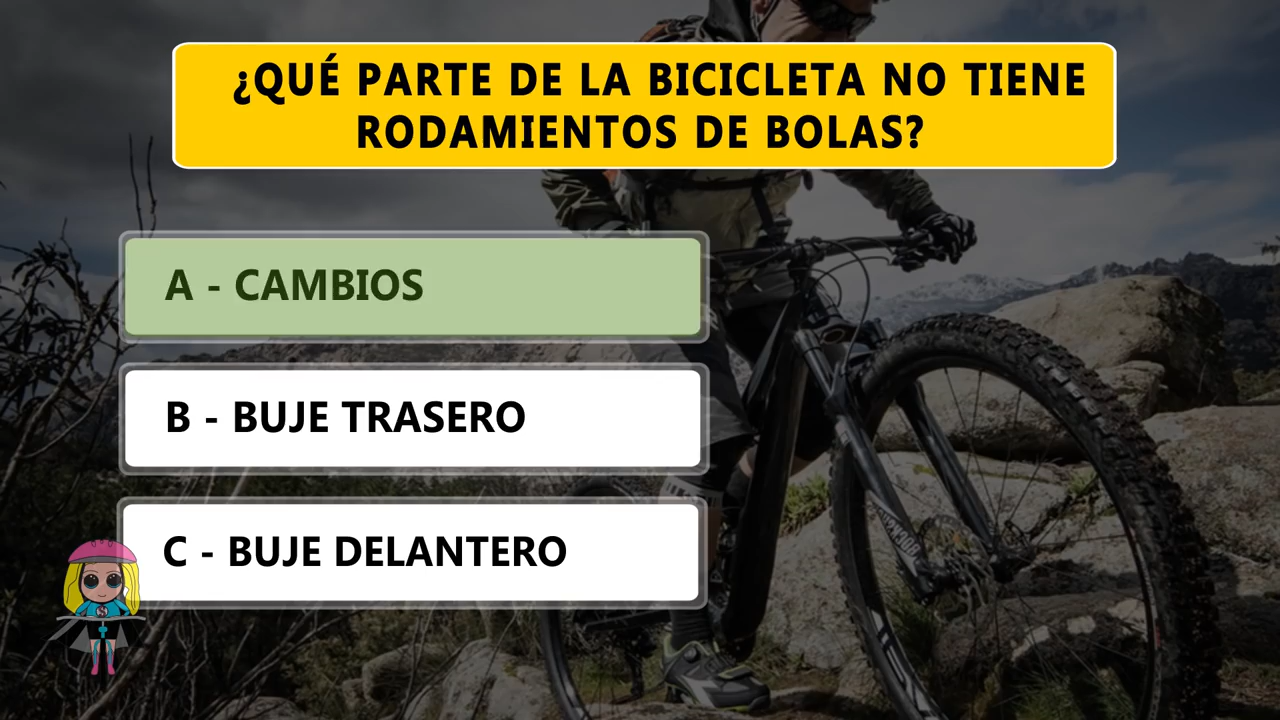 ¿QUÉ PARTE DE LA BICICLETA NO TIENE
RODAMIENTOS DE BOLAS?
A - CAMBIOS
B - BUJE TRASERO
C - BUJE DELANTERO